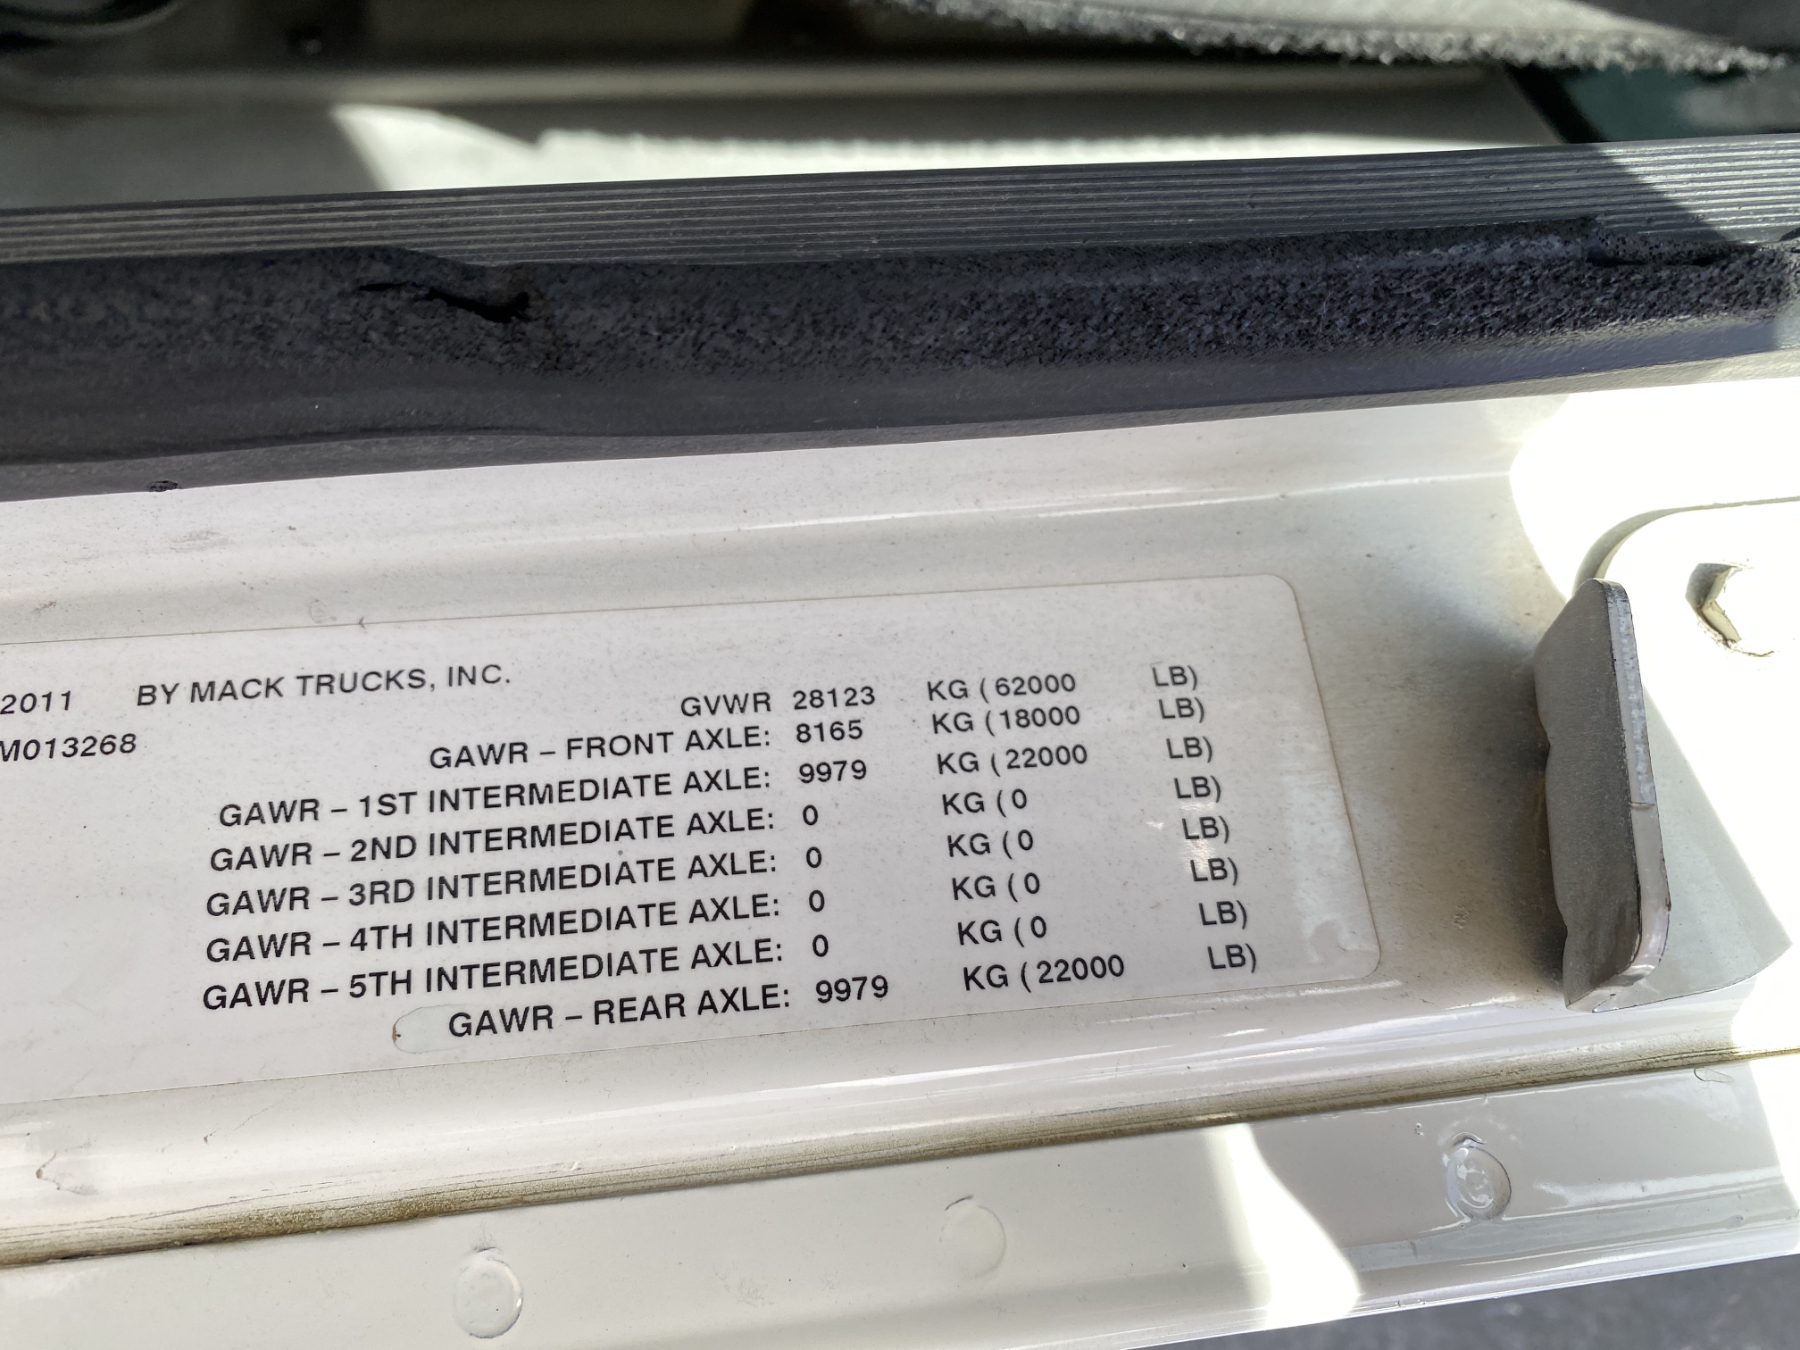 2011 BY MACK TRUCKS, INC.
M013268
GVWR 28123 KG (62000 LB)
GAWR – FRONT AXLE: 8165 KG (18000 LB)
GAWR – 1ST INTERMEDIATE AXLE: 9979 KG (22000 LB)
GAWR – 2ND INTERMEDIATE AXLE: 0 KG (0 LB)
GAWR – 3RD INTERMEDIATE AXLE: 0 KG (0 LB)
GAWR – 4TH INTERMEDIATE AXLE: 0 KG (0 LB)
GAWR – 5TH INTERMEDIATE AXLE: 0 KG (0 LB)
GAWR – REAR AXLE: 9979 KG (22000 LB)